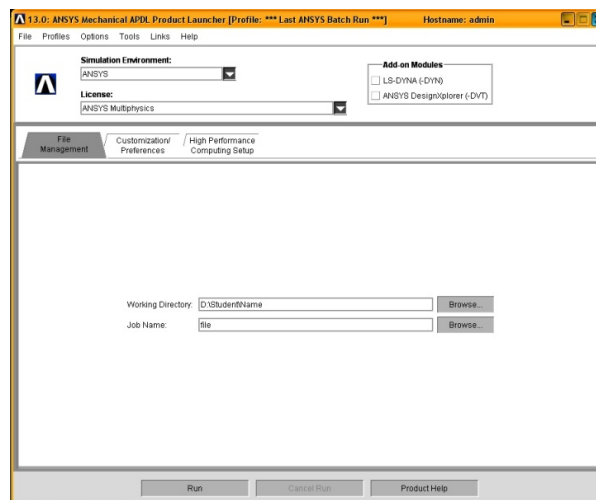 13.0: ANSYS Mechanical APDL Product Launcher [Profile: *** Last ANSYS Batch Run ***] Hostname: admin
File Profiles Options Tools Links Help
Simulation Environment:
ANSYS
License:
ANSYS Multiphysics
Add-on Modules
LS-DYNA (-DYN)
ANSYS DesignXplorer (-DVT)
File
Management
Customization/
Preferences
High Performance
Computing Setup
Working Directory: D:\Student\Name Browse...
Job Name: file Browse...
Run Cancel Run Product Help